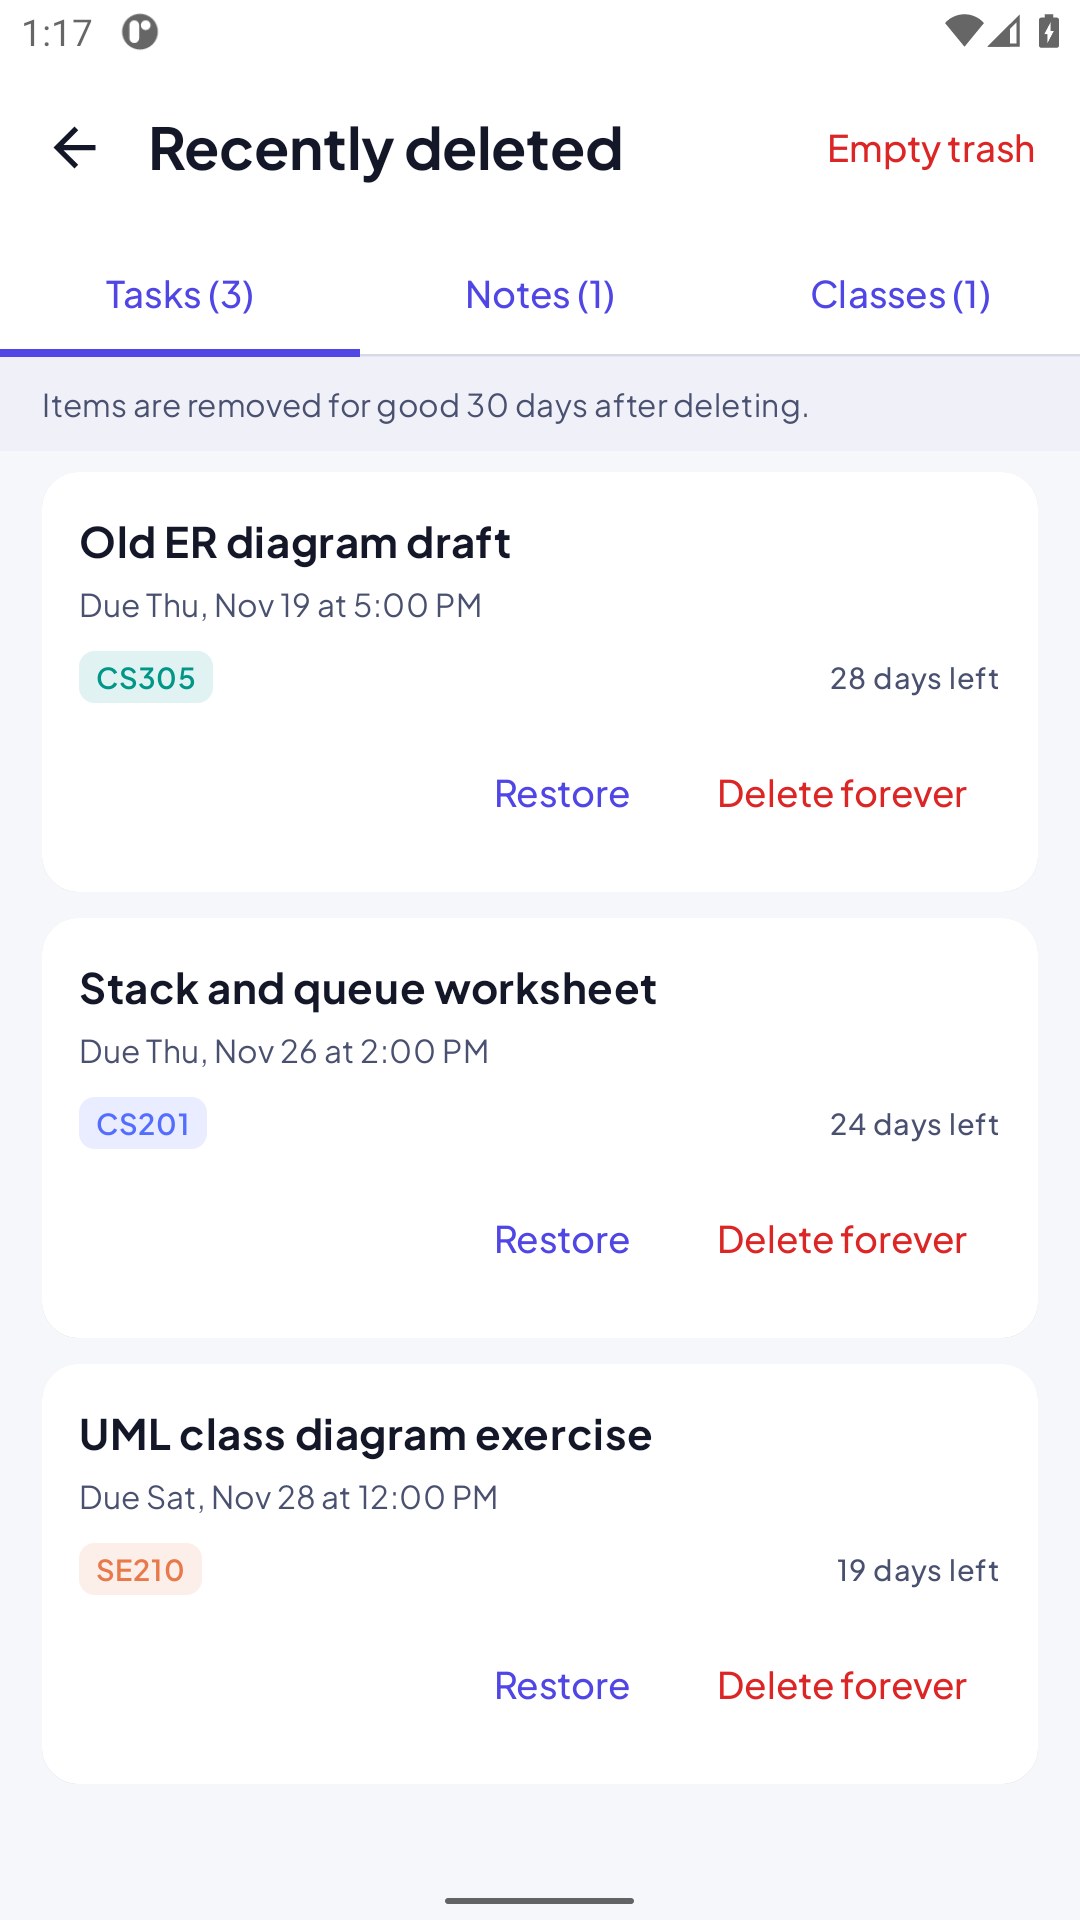 1:17
Recently deleted
Empty trash
Tasks (3)
Notes (1)
Classes (1)
Items are removed for good 30 days after deleting.
Old ER diagram draft
Due Thu, Nov 19 at 5:00 PM
CS305
28 days left
Restore
Delete forever
Stack and queue worksheet
Due Thu, Nov 26 at 2:00 PM
CS201
24 days left
Restore
Delete forever
UML class diagram exercise
Due Sat, Nov 28 at 12:00 PM
SE210
19 days left
Restore
Delete forever